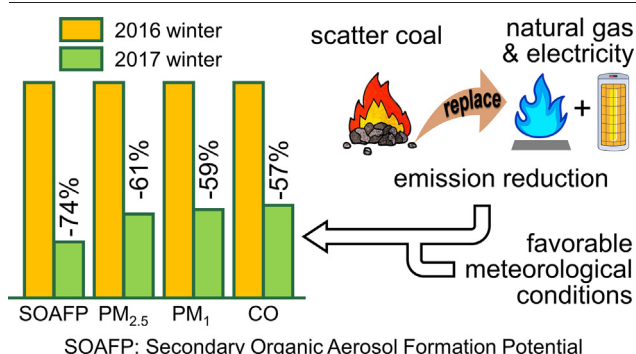 2016 winter
2017 winter
-74%
-61%
-59%
-57%
SOAFP
PM2.5
PM1
CO
scatter coal
natural gas
& electricity
replace
+
emission reduction
favorable
meteorological
conditions
SOAFP: Secondary Organic Aerosol Formation Potential